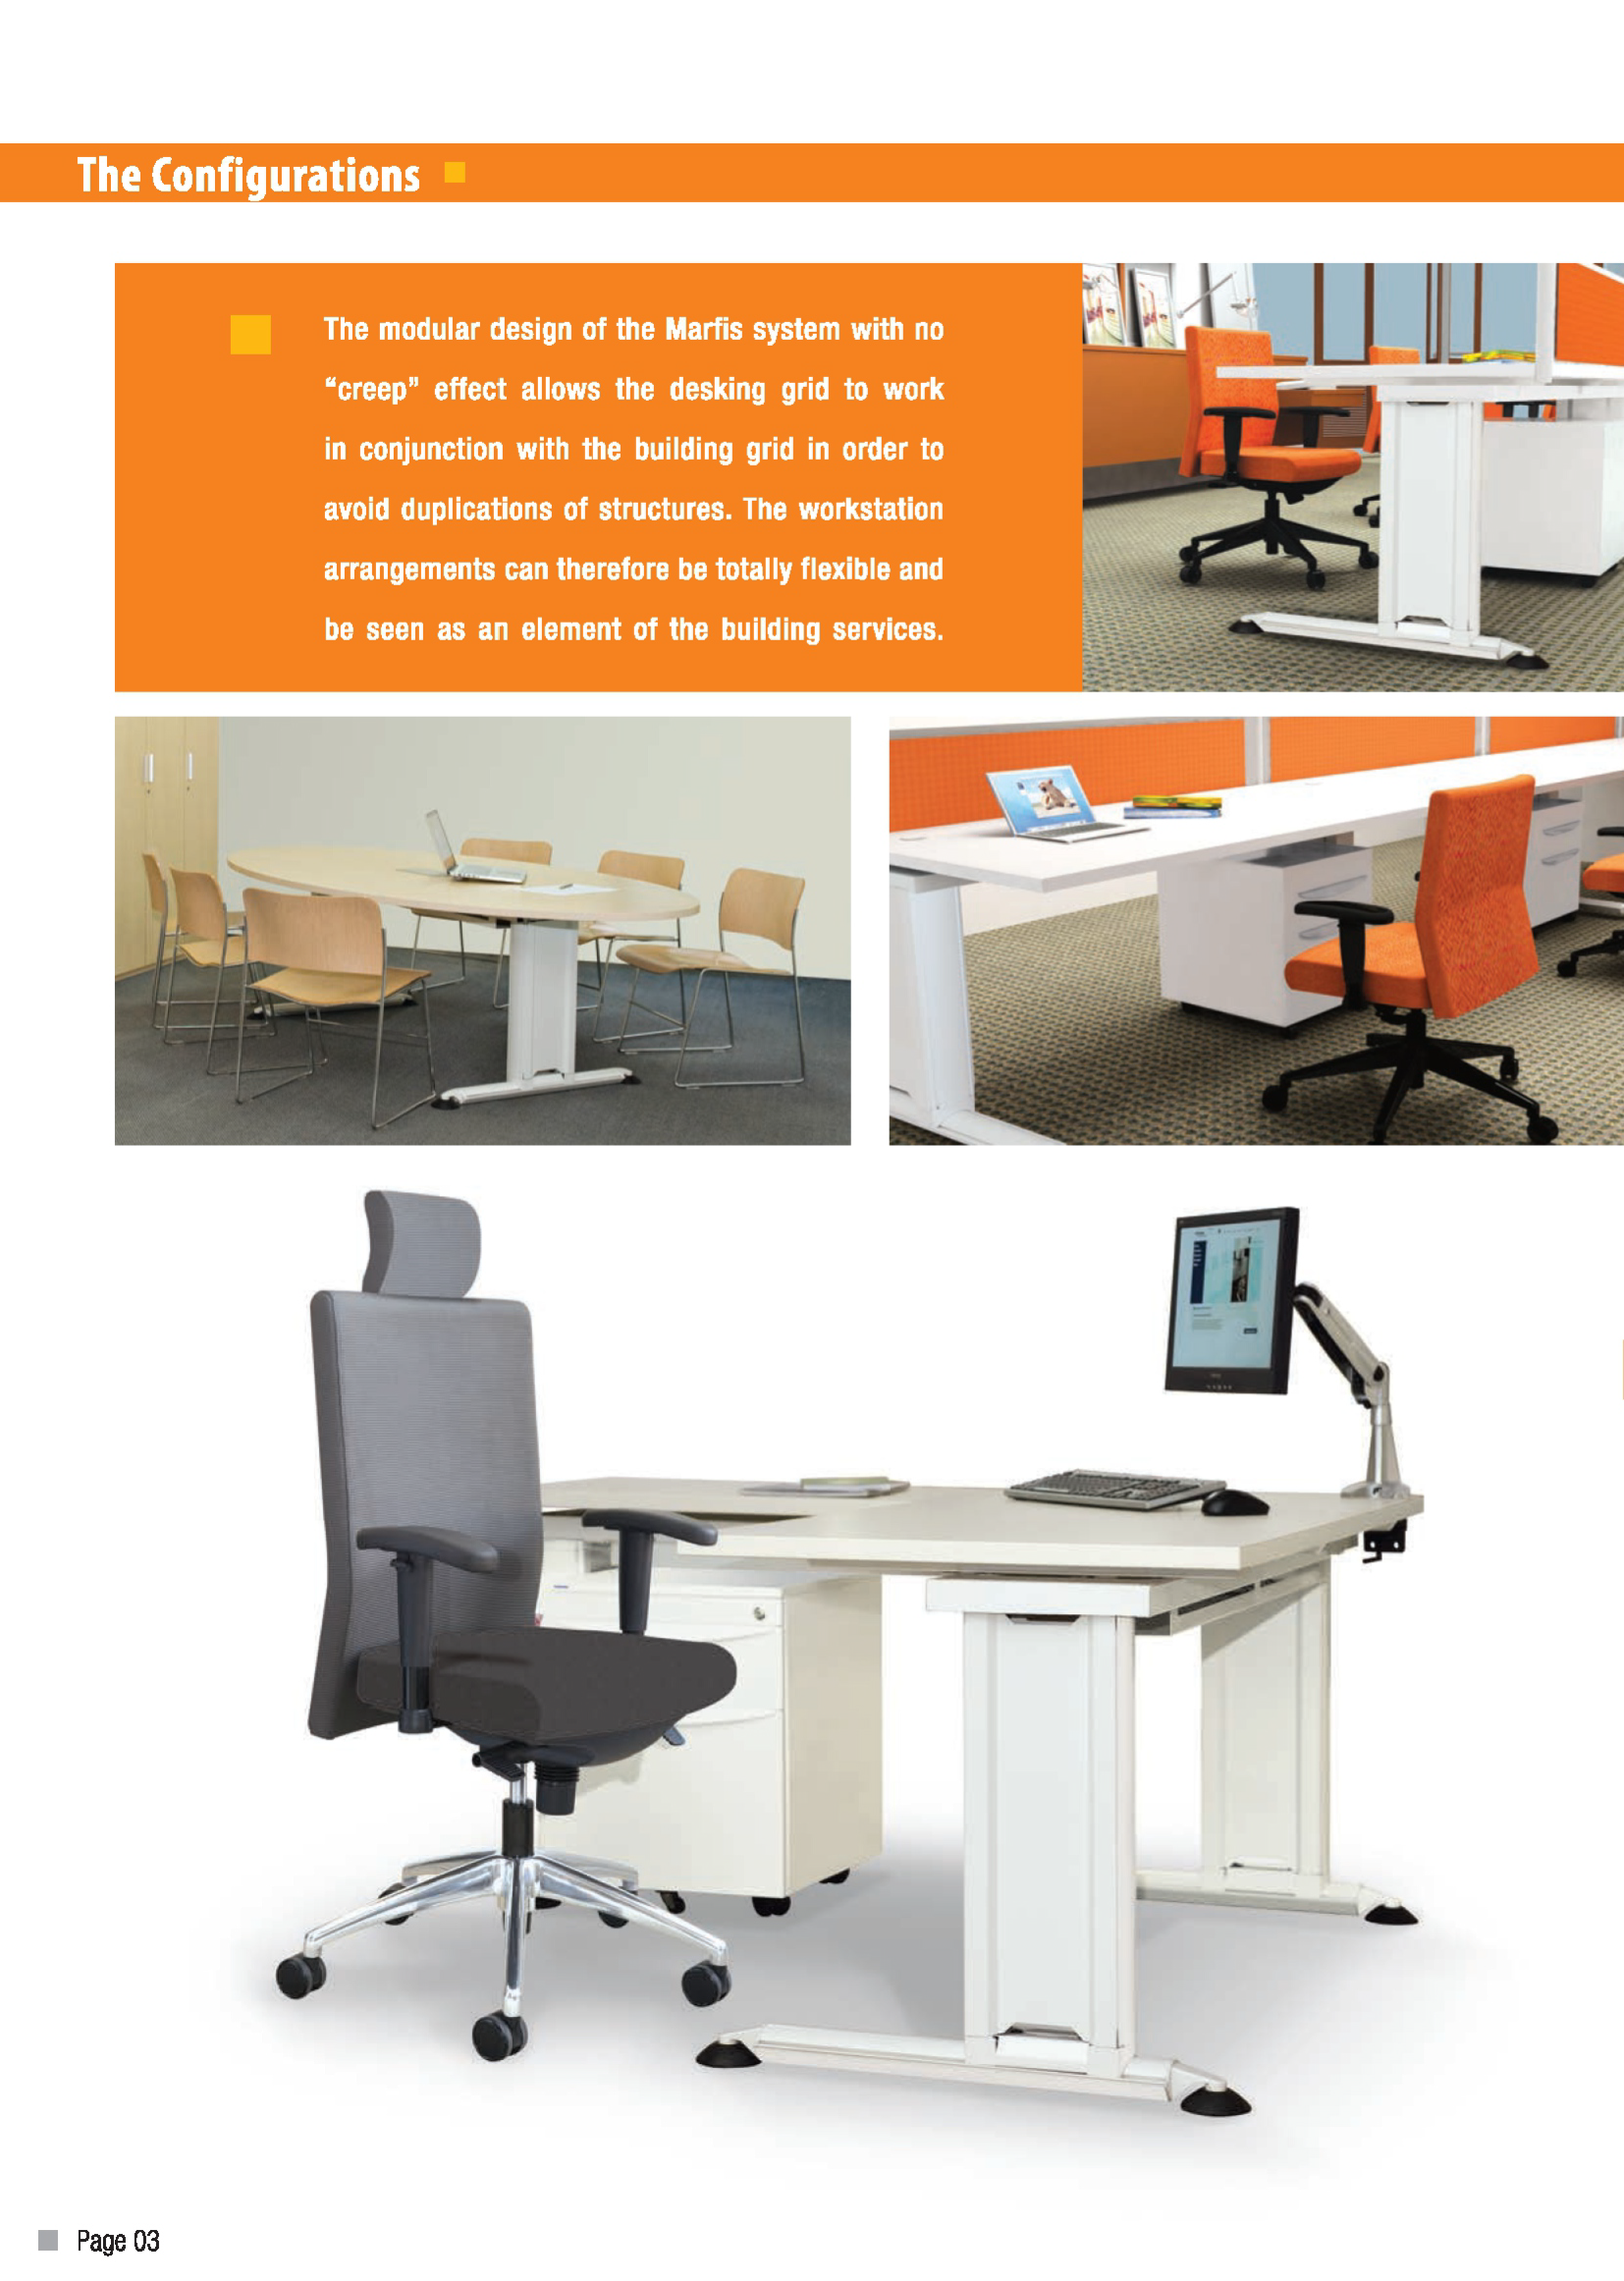 The Configurations
The modular design of the Marfis system with no
“creep” effect allows the desking grid to work
in conjunction with the building grid in order to
avoid duplications of structures. The workstation
arrangements can therefore be totally flexible and
be seen as an element of the building services.
Page 03